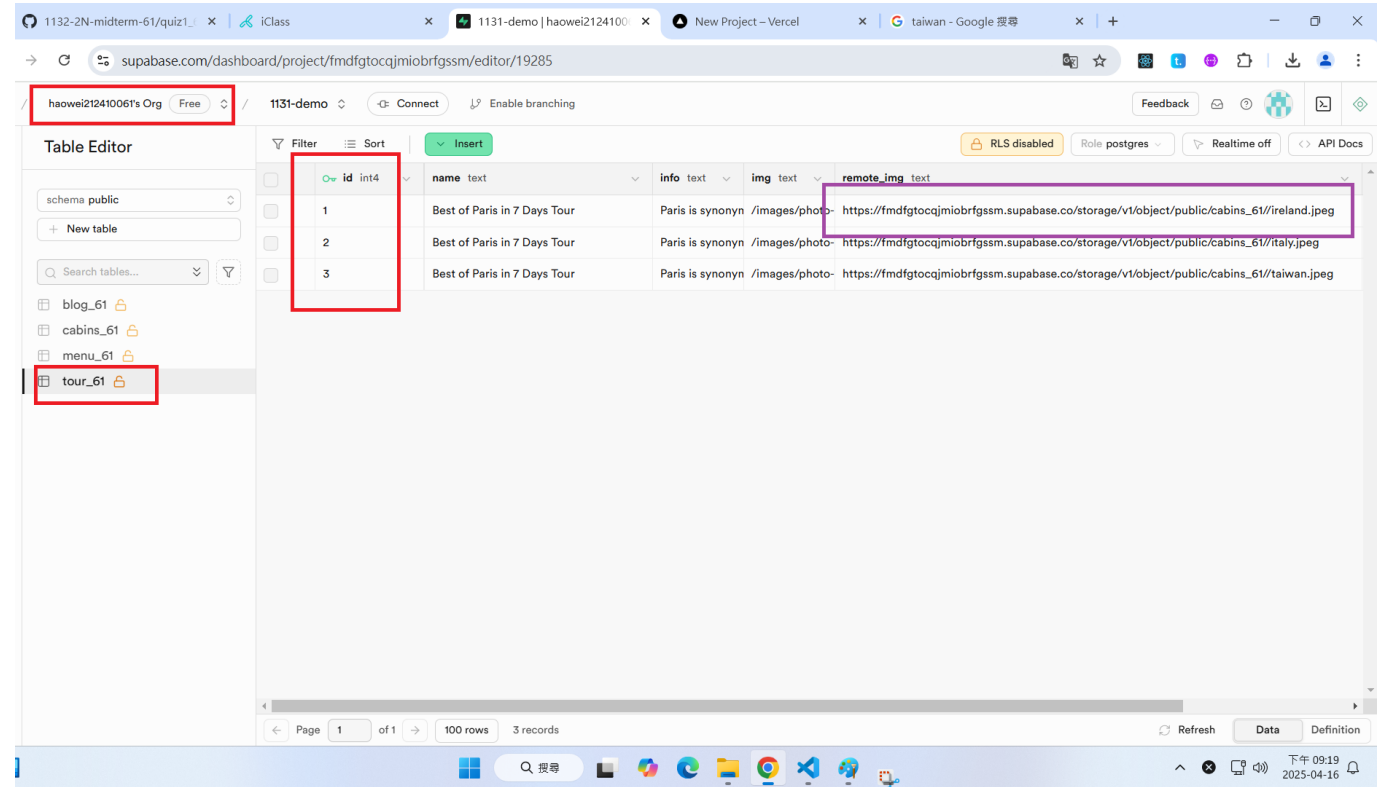 1132-2N-midterm-61/quiz1_ iClass 1131-demo | haowei2124100 New Project – Vercel taiwan - Google 搜尋
supabase.com/dashboard/project/fmdfgtocqjmiobrfgssm/editor/19285
/ haowei212410061's Org Free / 1131-demo Connect Enable branching Feedback
Table Editor
Filter Sort Insert RLS disabled Role postgres Realtime off API Docs
id int4 name text info text img text remote_img text
schema public
New table
Search tables...
blog_61
cabins_61
menu_61
tour_61
1 Best of Paris in 7 Days Tour Paris is synonyn /images/photo- https://fmdfgtocqjmiobrfgssm.supabase.co/storage/v1/object/public/cabins_61//ireland.jpeg
2 Best of Paris in 7 Days Tour Paris is synonyn /images/photo- https://fmdfgtocqjmiobrfgssm.supabase.co/storage/v1/object/public/cabins_61//italy.jpeg
3 Best of Paris in 7 Days Tour Paris is synonyn /images/photo- https://fmdfgtocqjmiobrfgssm.supabase.co/storage/v1/object/public/cabins_61//taiwan.jpeg
Page 1 of 1 100 rows 3 records Refresh Data Definition
搜尋
下午 09:19
2025-04-16